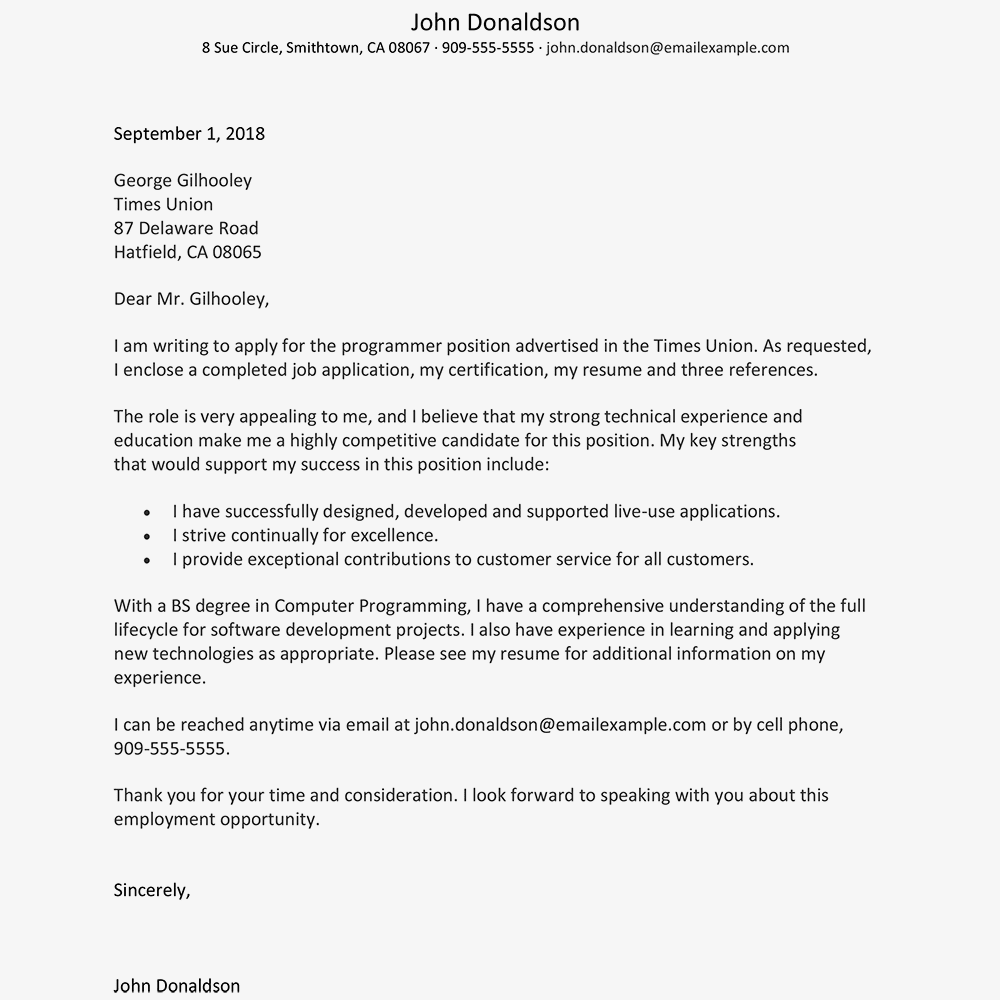 John Donaldson
8 Sue Circle, Smithtown, CA 08067 · 909-555-5555 · john.donaldson@emailexample.com
September 1, 2018
George Gilhooley
Times Union
87 Delaware Road
Hatfield, CA 08065
Dear Mr. Gilhooley,
I am writing to apply for the programmer position advertised in the Times Union. As requested,
I enclose a completed job application, my certification, my resume and three references.
The role is very appealing to me, and I believe that my strong technical experience and
education make me a highly competitive candidate for this position. My key strengths
that would support my success in this position include:
• I have successfully designed, developed and supported live-use applications.
• I strive continually for excellence.
• I provide exceptional contributions to customer service for all customers.
With a BS degree in Computer Programming, I have a comprehensive understanding of the full
lifecycle for software development projects. I also have experience in learning and applying
new technologies as appropriate. Please see my resume for additional information on my
experience.
I can be reached anytime via email at john.donaldson@emailexample.com or by cell phone,
909-555-5555.
Thank you for your time and consideration. I look forward to speaking with you about this
employment opportunity.
Sincerely,
John Donaldson